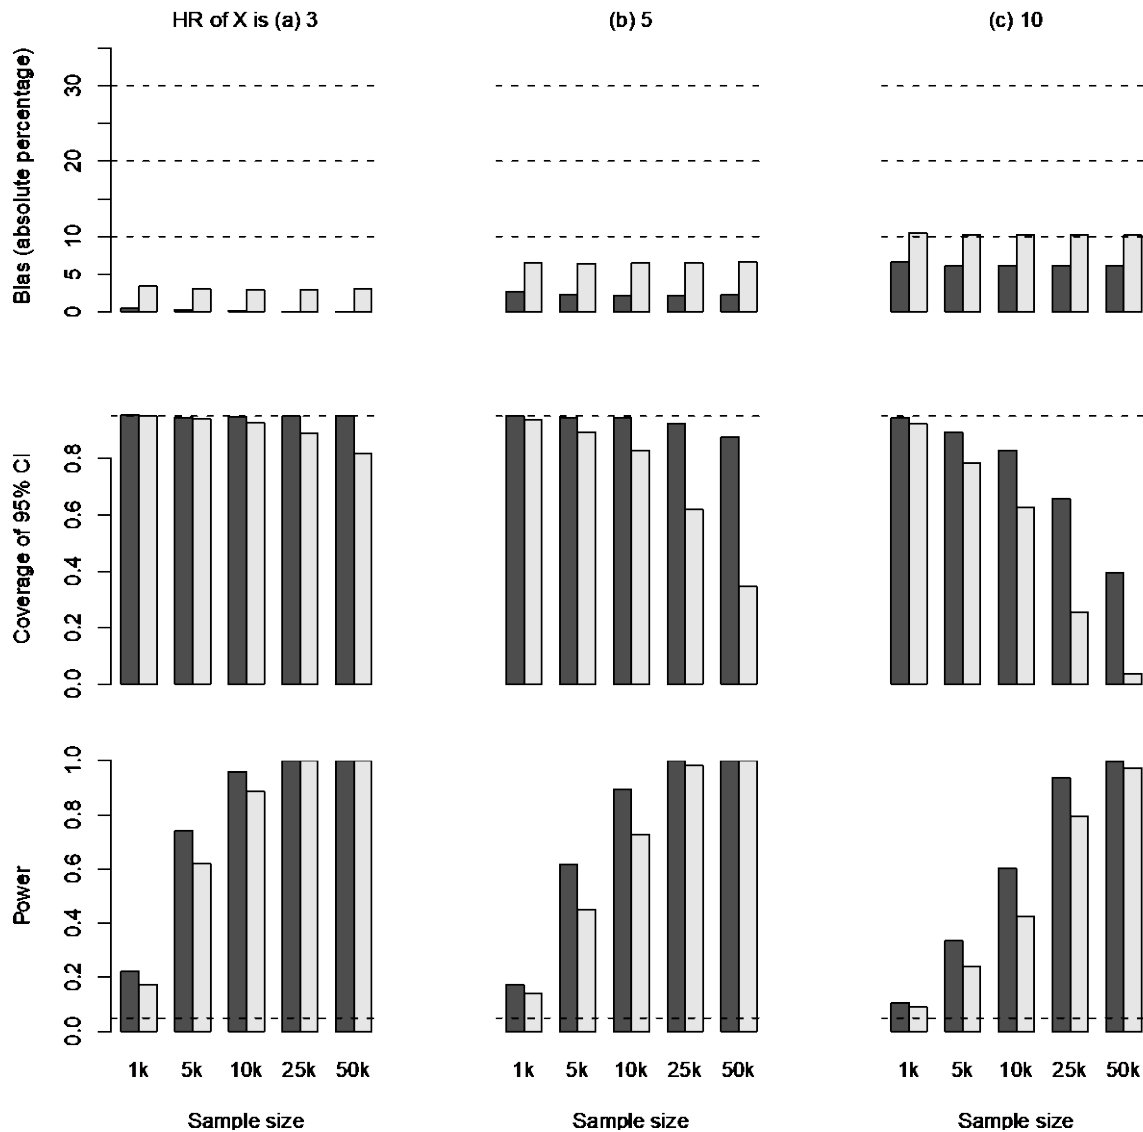 HR of X is (a) 3 (b) 5 (c) 10
Bias (absolute percentage)
30
20
10
5
0
Coverage of 95% CI
0.8
0.6
0.4
0.2
0.0
Power
1.0
0.8
0.6
0.4
0.2
0.0
1k 5k 10k 25k 50k 1k 5k 10k 25k 50k 1k 5k 10k 25k 50k
Sample size Sample size Sample size